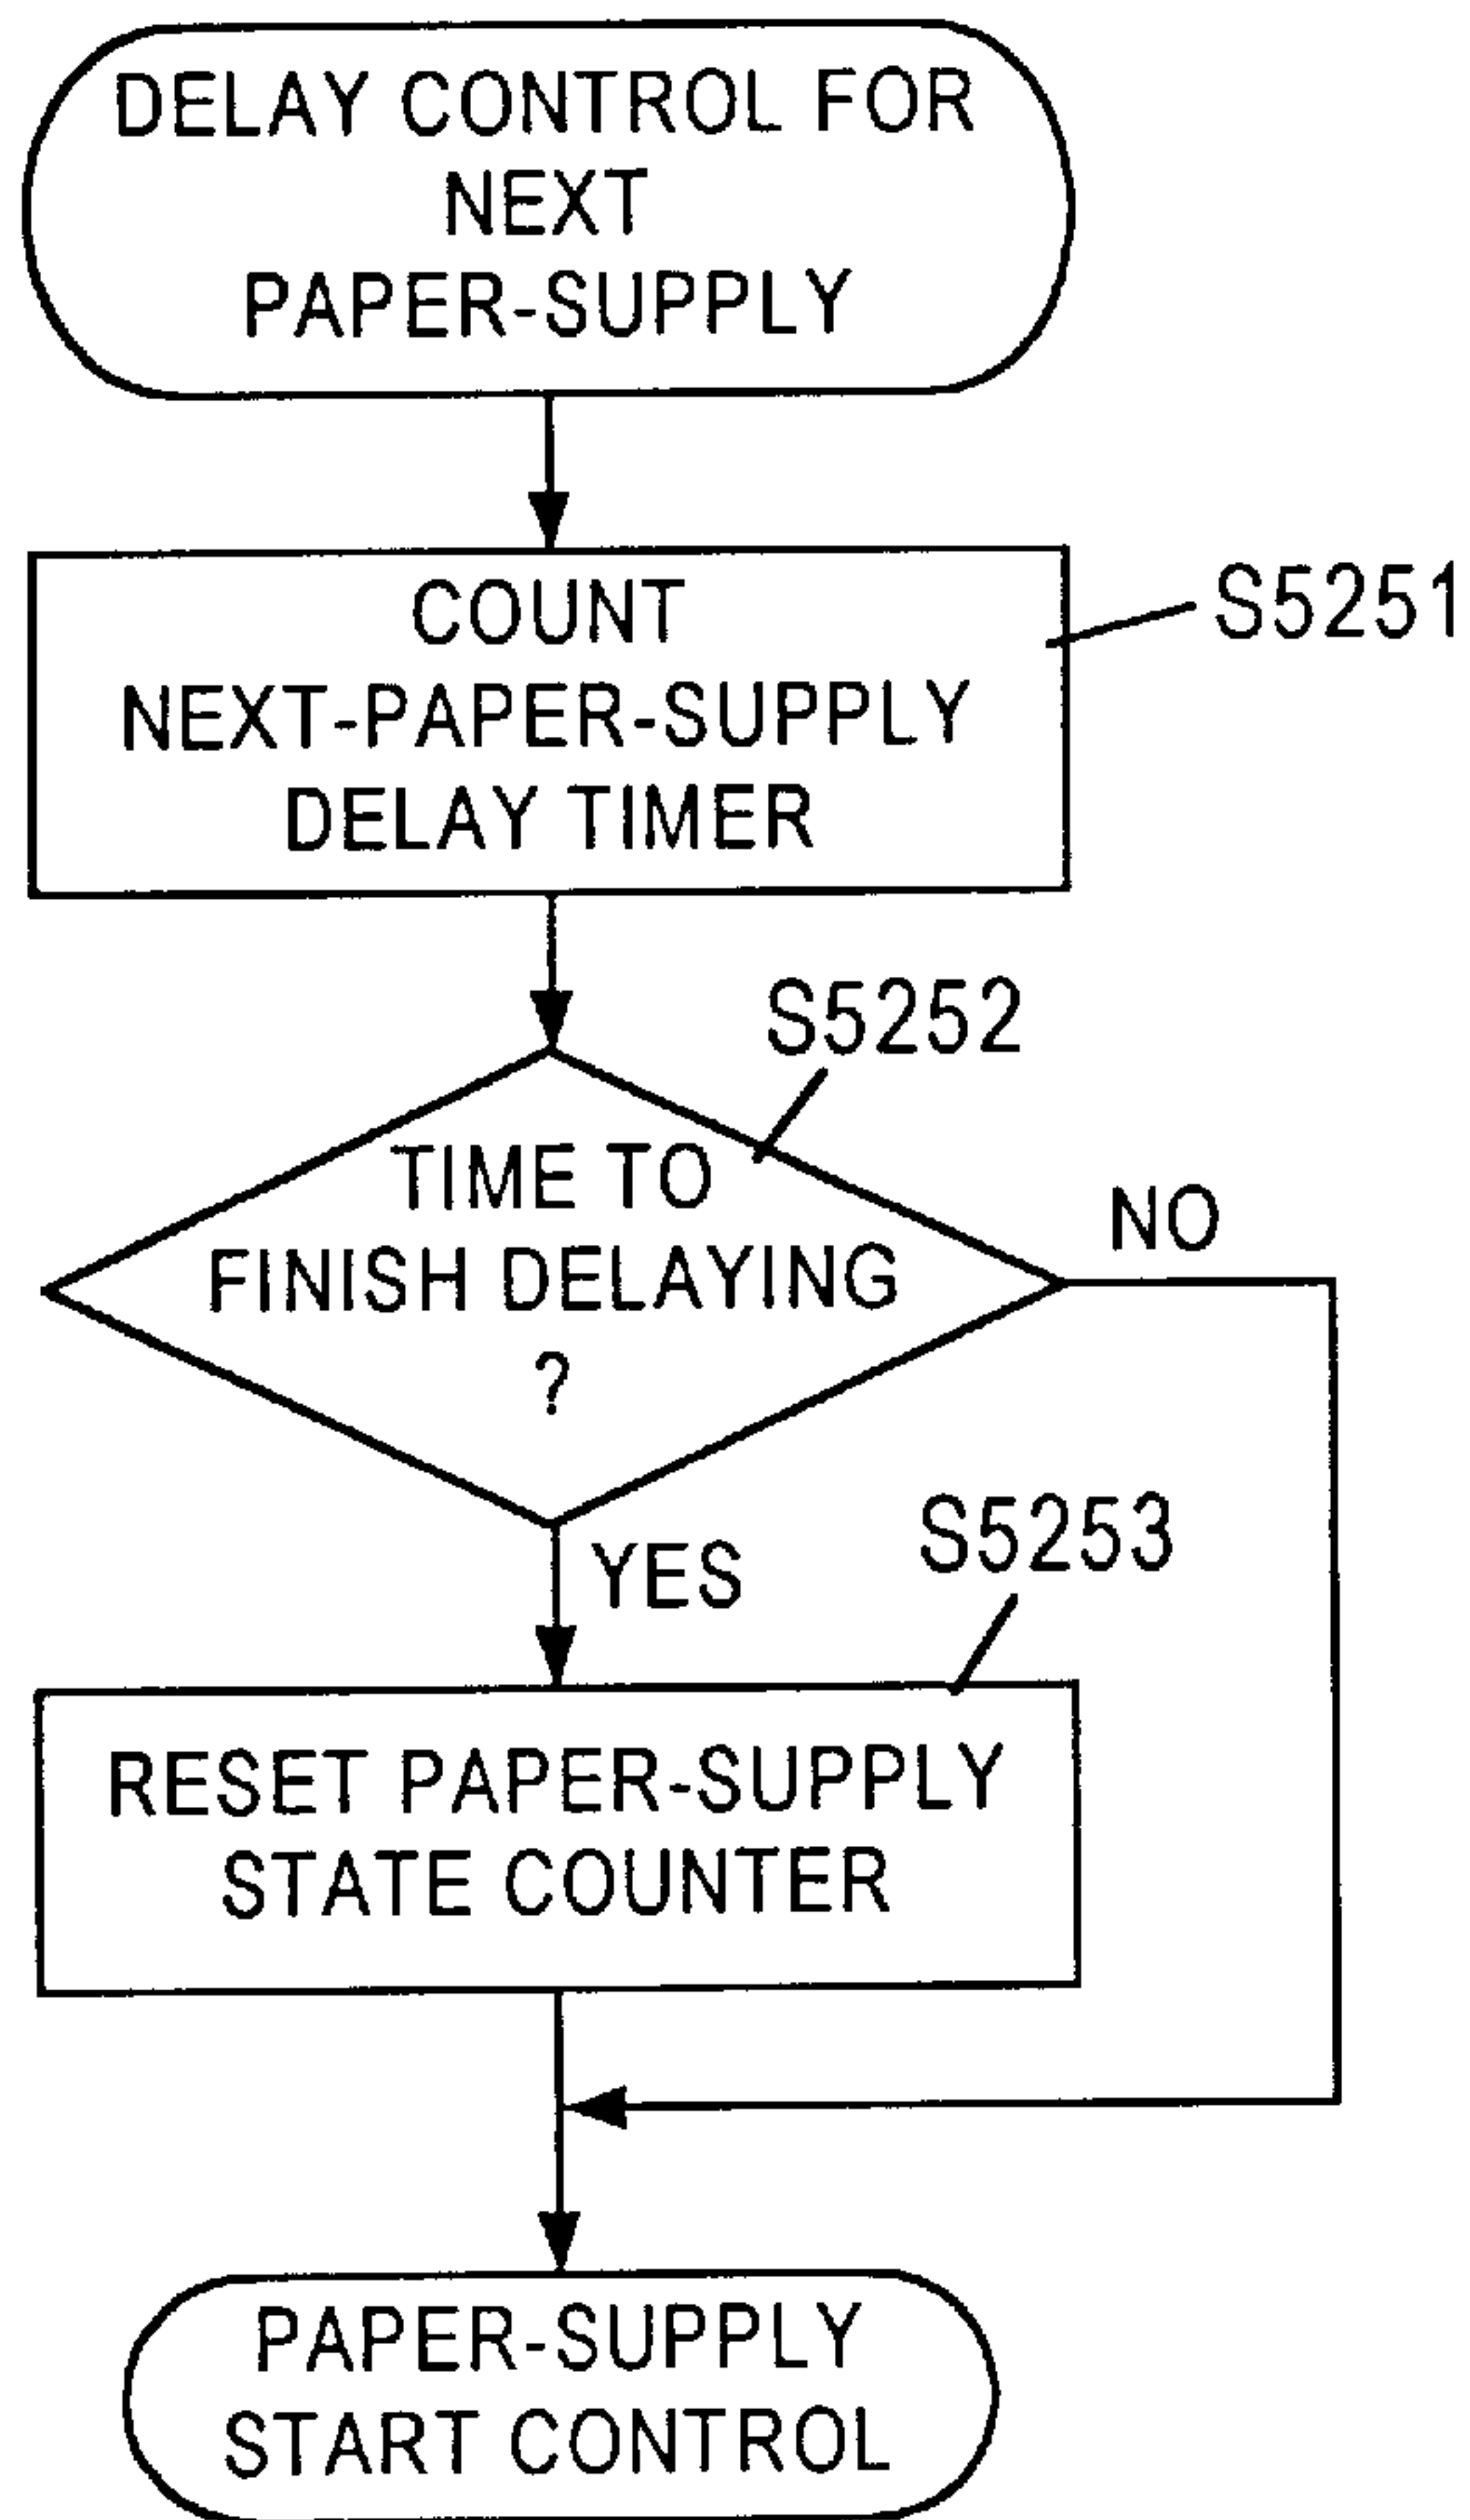 DELAY CONTROL FOR
NEXT
PAPER-SUPPLY
COUNT
NEXT-PAPER-SUPPLY
DELAY TIMER
S5251
S5252
TIME TO
FINISH DELAYING
?
NO
YES
S5253
RESET PAPER-SUPPLY
STATE COUNTER
PAPER-SUPPLY
START CONTROL